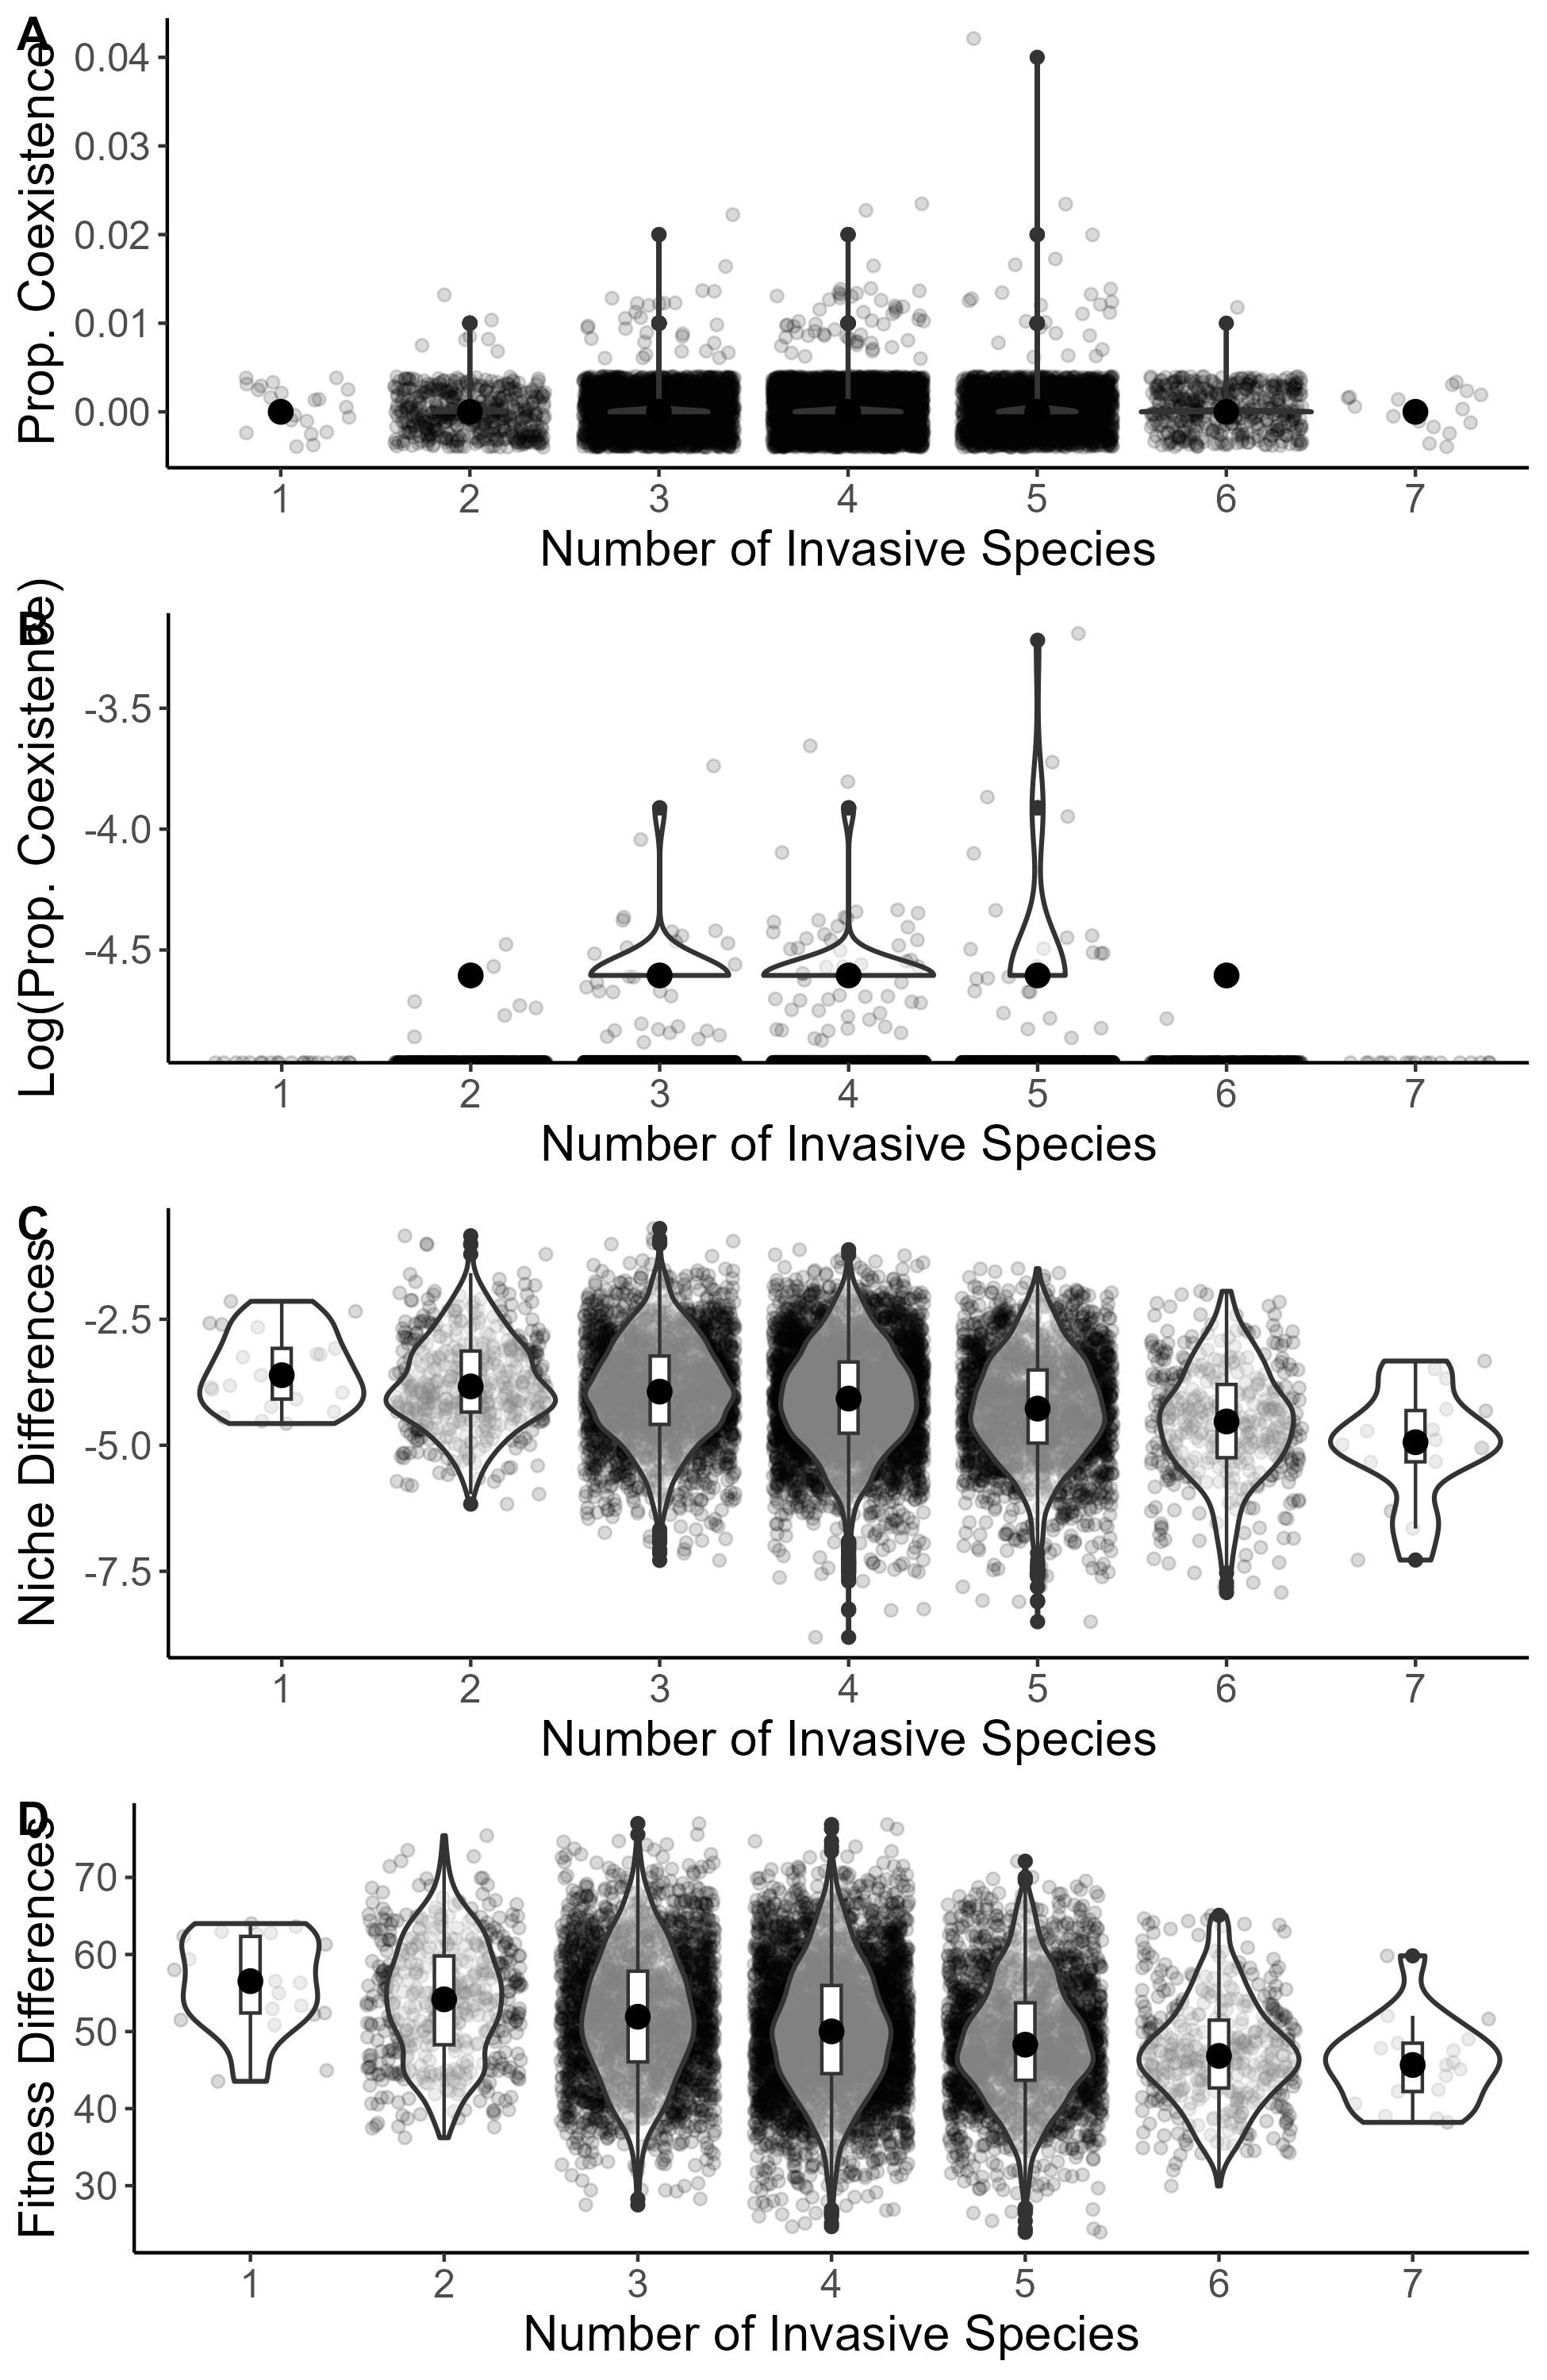 A
Prop. Coexistence
0.04
0.03
0.02
0.01
0.00
1 2 3 4 5 6 7
Number of Invasive Species
B
Log(Prop. Coexistence)
-3.5
-4.0
-4.5
1 2 3 4 5 6 7
Number of Invasive Species
C
Niche Differences
-2.5
-5.0
-7.5
1 2 3 4 5 6 7
Number of Invasive Species
D
Fitness Differences
70
60
50
40
30
1 2 3 4 5 6 7
Number of Invasive Species